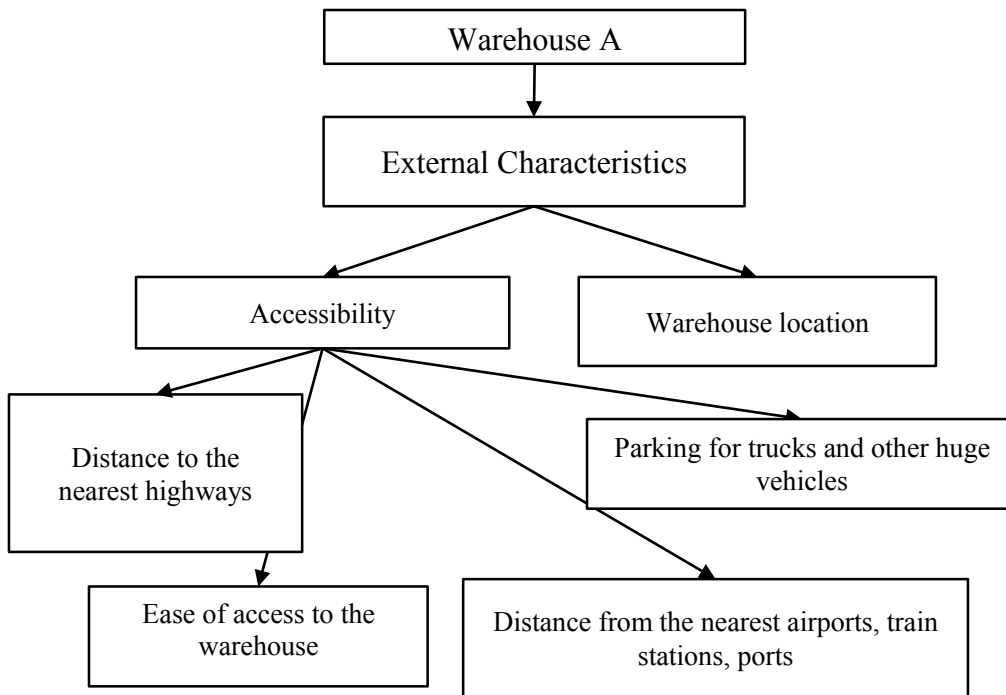 Warehouse A
External Characteristics
Accessibility
Warehouse location
Distance to the
nearest highways
Parking for trucks and other huge
vehicles
Ease of access to the
warehouse
Distance from the nearest airports, train
stations, ports